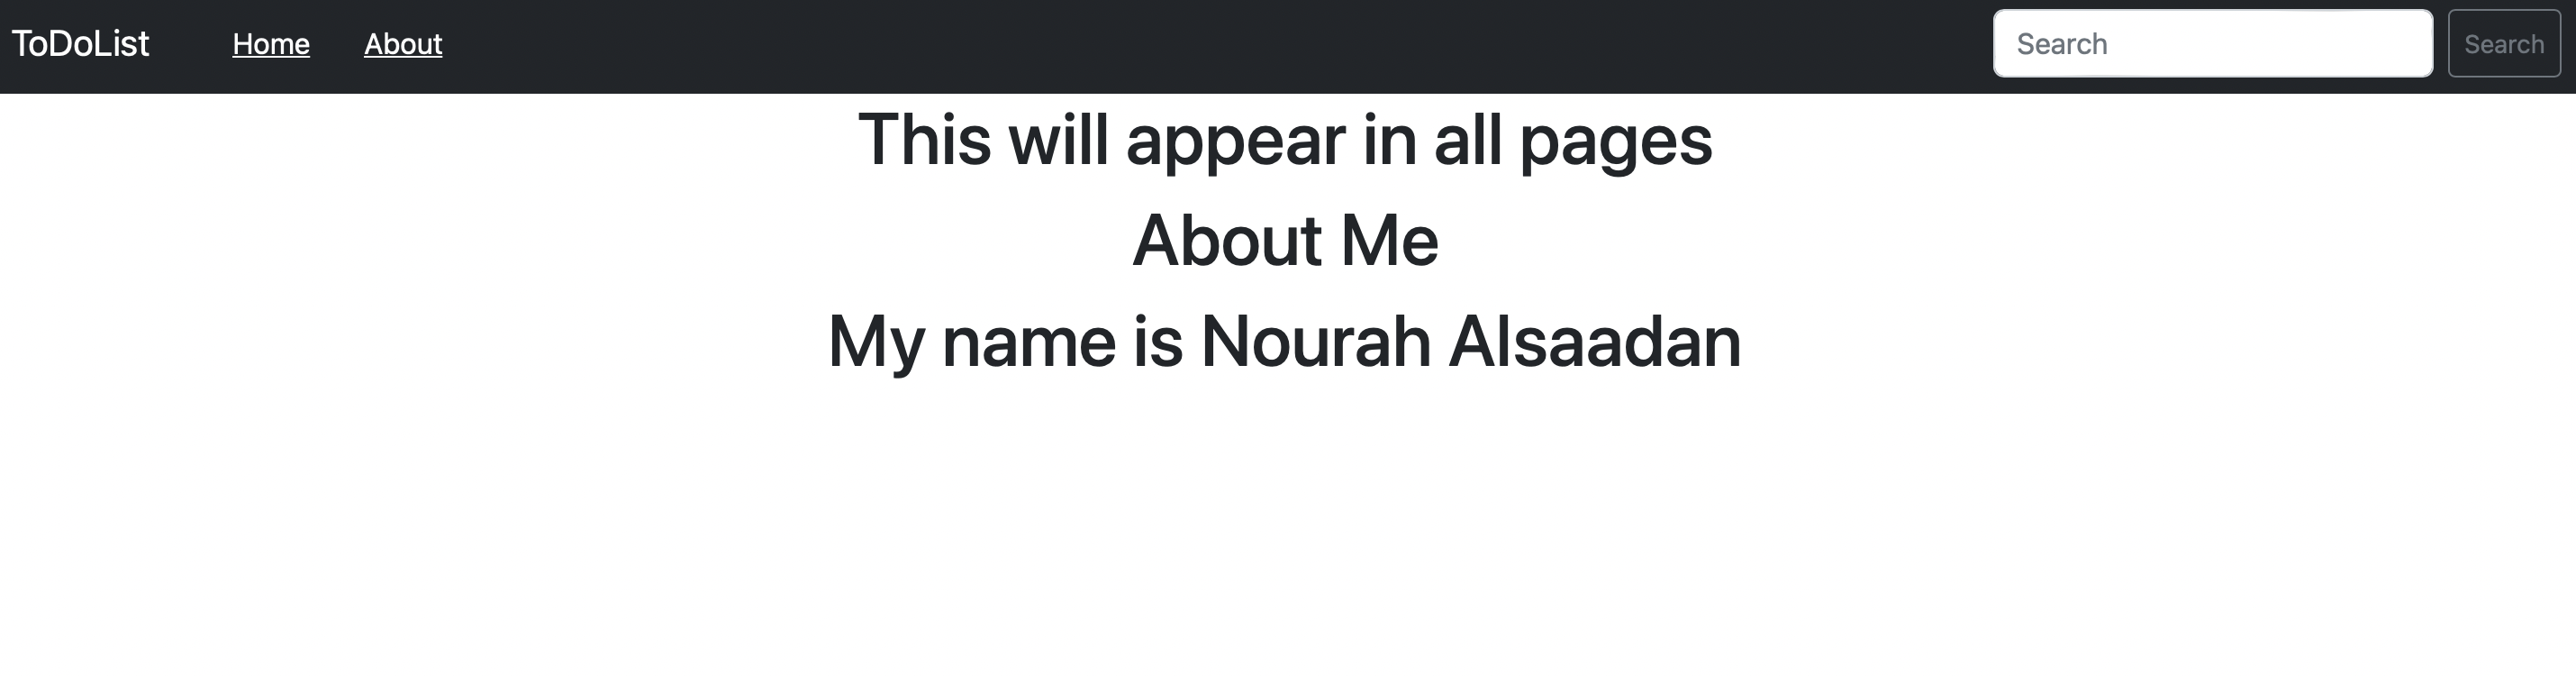 ToDoList Home About Search Search
This will appear in all pages
About Me
My name is Nourah Alsaadan